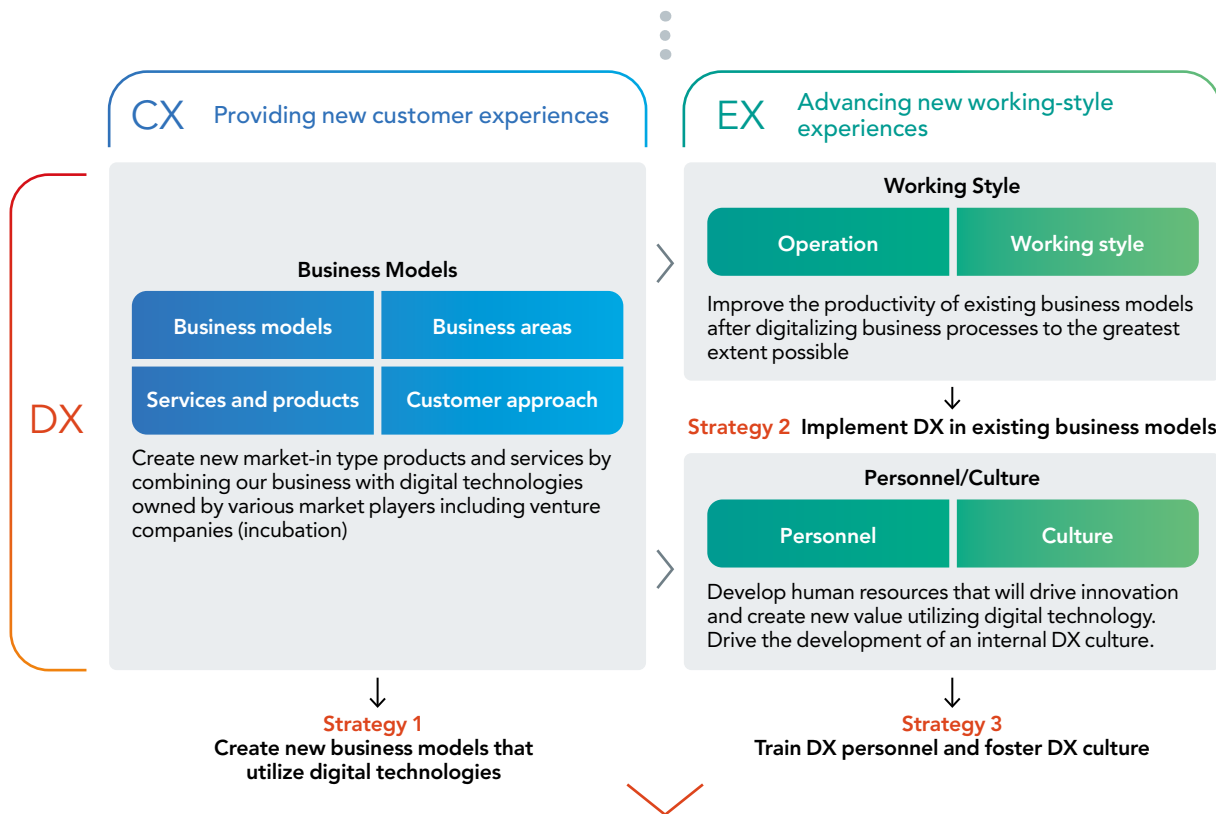 CX
Providing new customer experiences
DX
Business Models
Business models
Business areas
Services and products
Customer approach
Create new market-in type products and services by
combining our business with digital technologies
owned by various market players including venture
companies (incubation)
Strategy 1
Create new business models that
utilize digital technologies
EX
Advancing new working-style
experiences
Working Style
Operation
Working style
Improve the productivity of existing business models
after digitalizing business processes to the greatest
extent possible
Strategy 2 Implement DX in existing business models
Personnel/Culture
Personnel
Culture
Develop human resources that will drive innovation
and create new value utilizing digital technology.
Drive the development of an internal DX culture.
Strategy 3
Train DX personnel and foster DX culture